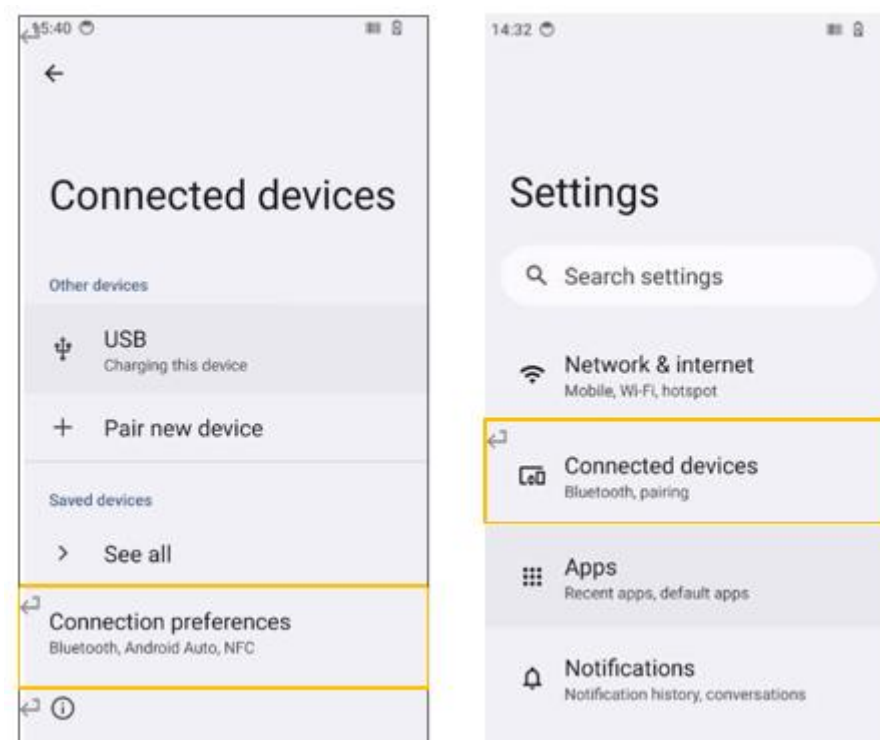 15:40
Connected devices
Other devices
USB
Charging this device
Pair new device
Saved devices
See all
Connection preferences
Bluetooth, Android Auto, NFC
14:32
Settings
Search settings
Network & internet
Mobile, Wi-Fi, hotspot
Connected devices
Bluetooth, pairing
Apps
Recent apps, default apps
Notifications
Notification history, conversations